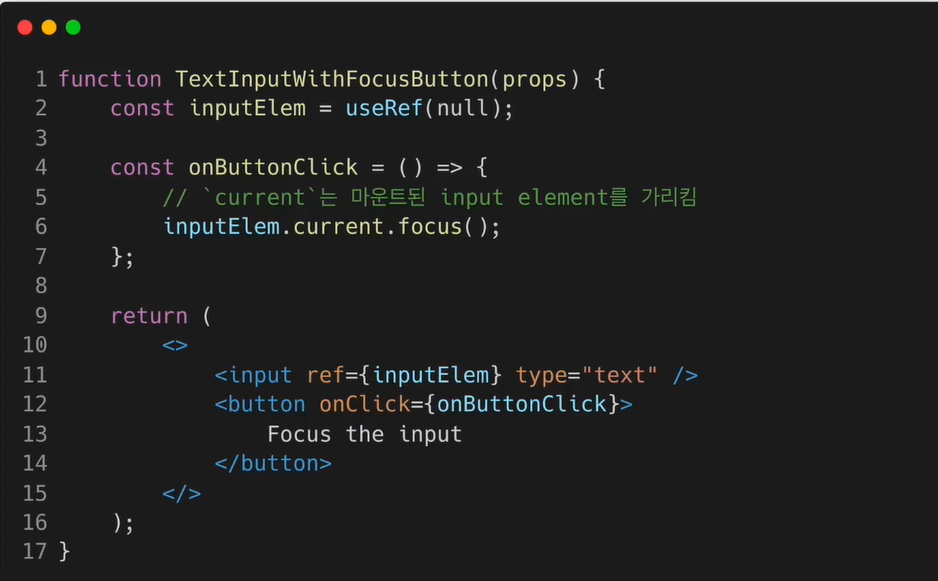 1 function TextInputWithFocusButton(props) {
2     const inputElem = useRef(null);
3
4     const onButtonClick = () => {
5         // `current`는 마운트된 input element를 가리킴
6         inputElem.current.focus();
7     };
8
9     return (
10         <>
11             <input ref={inputElem} type="text" />
12             <button onClick={onButtonClick}>
13                 Focus the input
14             </button>
15         </>
16     );
17 }